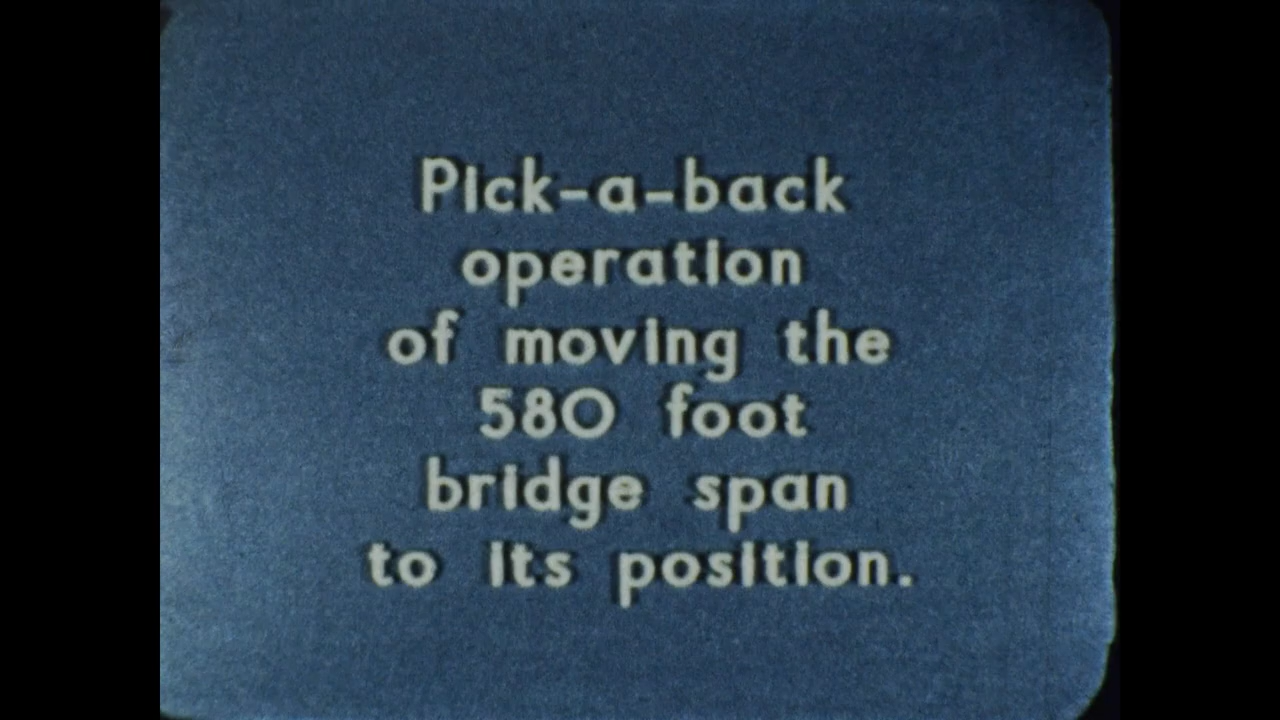 Pick-a-back
operation
of moving the
580 foot
bridge span
to its position.